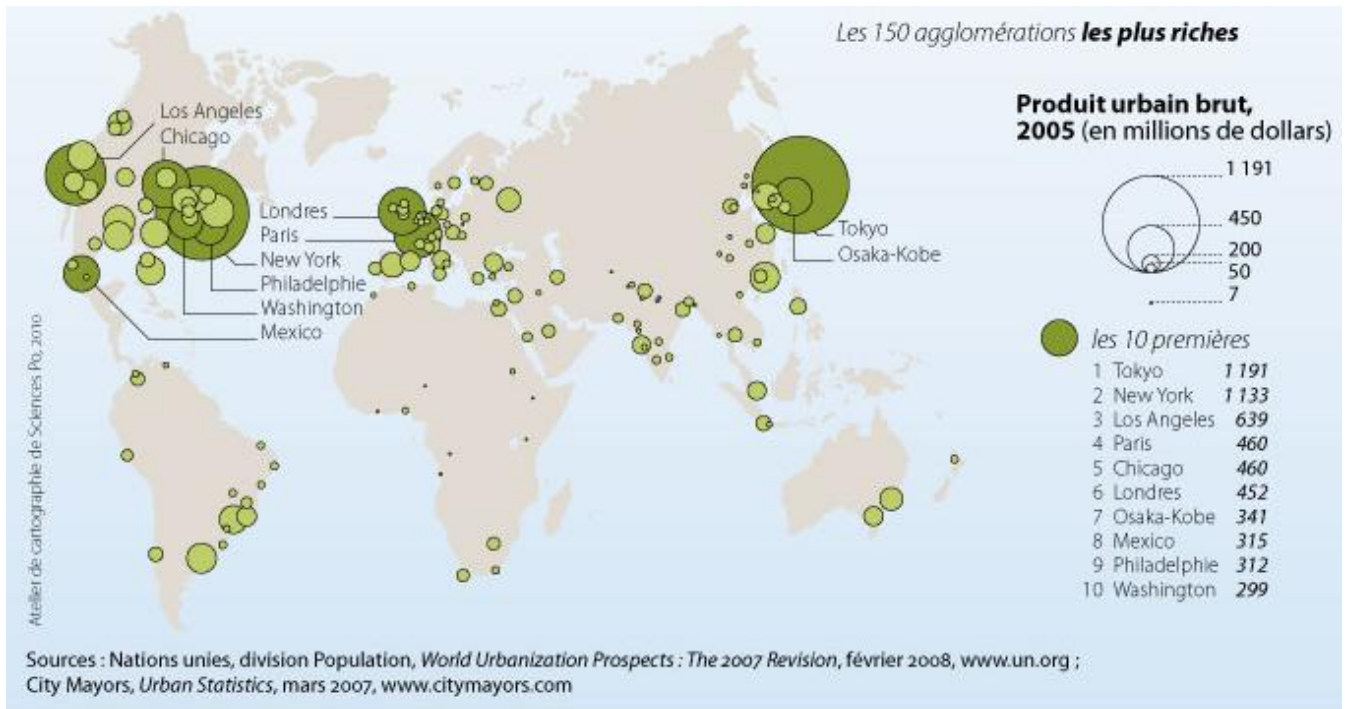 Les 150 agglomérations les plus riches
Produit urbain brut,
2005 (en millions de dollars)
1 191
450
200
50
7
les 10 premières
1 Tokyo 1 191
2 New York 1 133
3 Los Angeles 639
4 Paris 460
5 Chicago 460
6 Londres 452
7 Osaka-Kobe 341
8 Mexico 315
9 Philadelphie 312
10 Washington 299
Los Angeles
Chicago
Londres
Paris
New York
Philadelphie
Washington
Mexico
Tokyo
Osaka-Kobe
Atelier de cartographie de Sciences Po, 2010
Sources : Nations unies, division Population, World Urbanization Prospects : The 2007 Revision, février 2008, www.un.org ;
City Mayors, Urban Statistics, mars 2007, www.citymayors.com